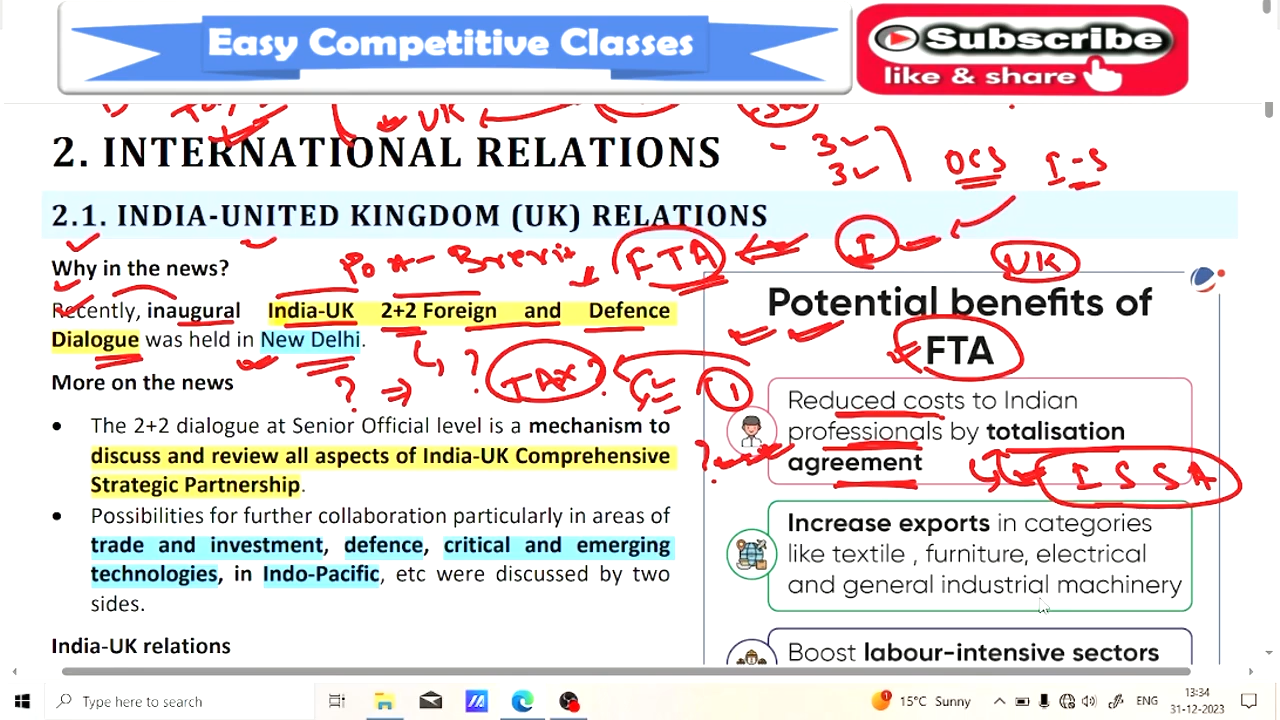 Easy Competitive Classes
Subscribe
like & share
UK
2. INTERNATIONAL RELATIONS
OCS I-S
2.1. INDIA-UNITED KINGDOM (UK) RELATIONS
I
UK
Post-Brexit
FTA
Why in the news?
Recently, inaugural India-UK 2+2 Foreign and Defence
Dialogue was held in New Delhi.
More on the news
? ⇒ ? TAX ? 1
• The 2+2 dialogue at Senior Official level is a mechanism to
discuss and review all aspects of India-UK Comprehensive
Strategic Partnership.
• Possibilities for further collaboration particularly in areas of
trade and investment, defence, critical and emerging
technologies, in Indo-Pacific, etc were discussed by two
sides.
India-UK relations
Potential benefits of
FTA
Reduced costs to Indian
professionals by totalisation
agreement
?
I S S A
Increase exports in categories
like textile , furniture, electrical
and general industrial machinery
Boost labour-intensive sectors
Type here to search
15°C Sunny
ENG
13:34
31-12-2023